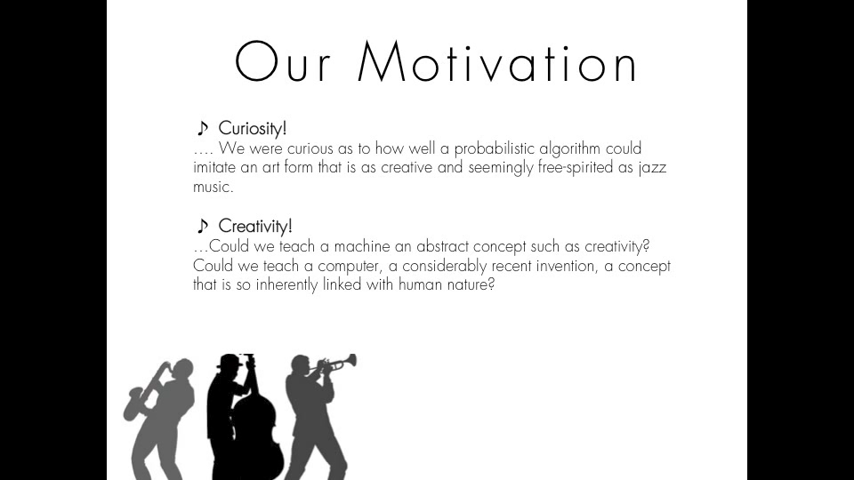 Our Motivation
♪ Curiosity!
.... We were curious as to how well a probabilistic algorithm could
imitate an art form that is as creative and seemingly free-spirited as jazz
music.
♪ Creativity!
...Could we teach a machine an abstract concept such as creativity?
Could we teach a computer, a considerably recent invention, a concept
that is so inherently linked with human nature?